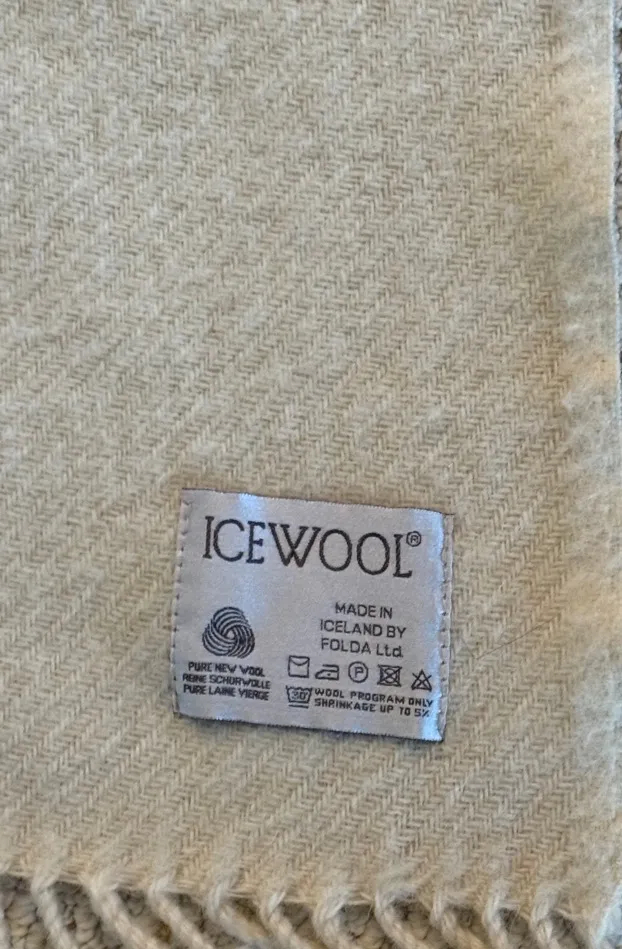 ICEWOOL®
MADE IN
ICELAND BY
FOLDA Ltd.
PURE NEW WOOL
REINE SCHURWOLLE
PURE LAINE VIERGE
P
30°
WOOL PROGRAM ONLY
SHRINKAGE UP TO 5%